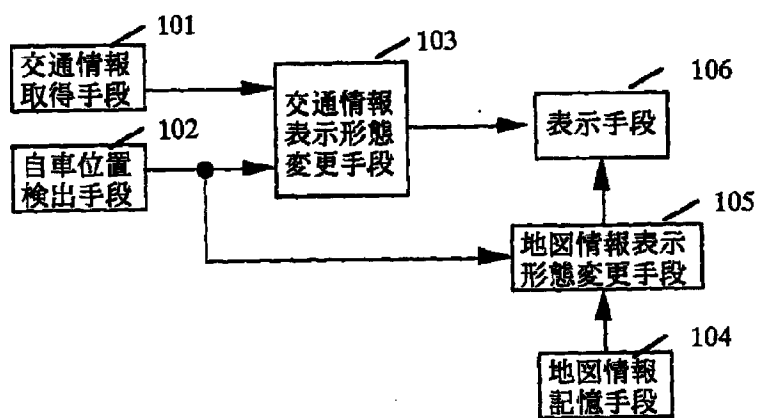 101
交通情報
取得手段
102
自車位置
検出手段
103
交通情報
表示形態
変更手段
106
表示手段
105
地図情報表示
形態変更手段
104
地図情報
記憶手段